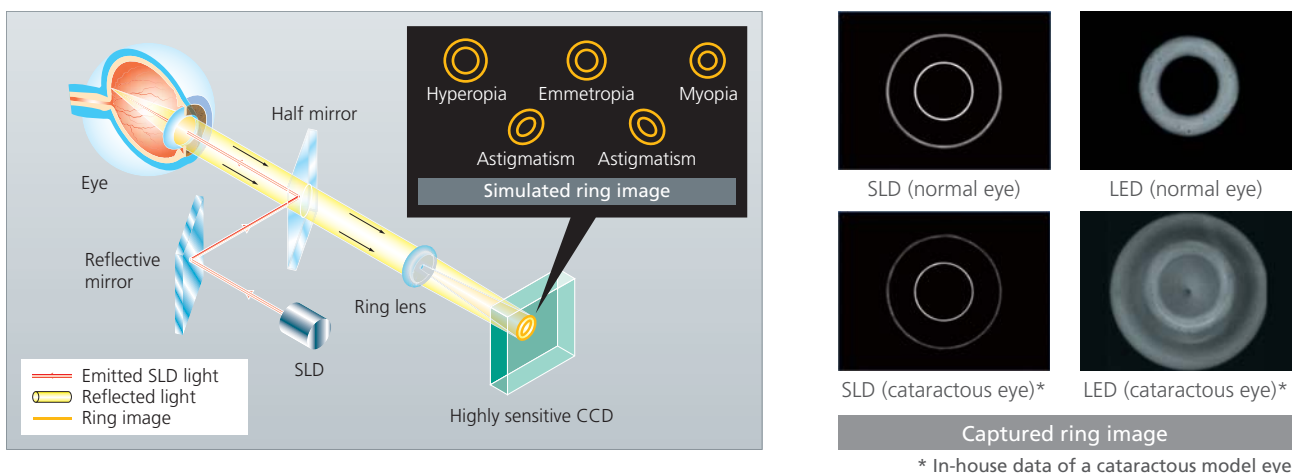 Hyperopia
Emmetropia
Myopia
Astigmatism
Astigmatism
Simulated ring image
Half mirror
Eye
Reflective
mirror
Ring lens
SLD
Highly sensitive CCD
Emitted SLD light
Reflected light
Ring image
SLD (normal eye)
LED (normal eye)
SLD (cataractous eye)*
LED (cataractous eye)*
Captured ring image
* In-house data of a cataractous model eye